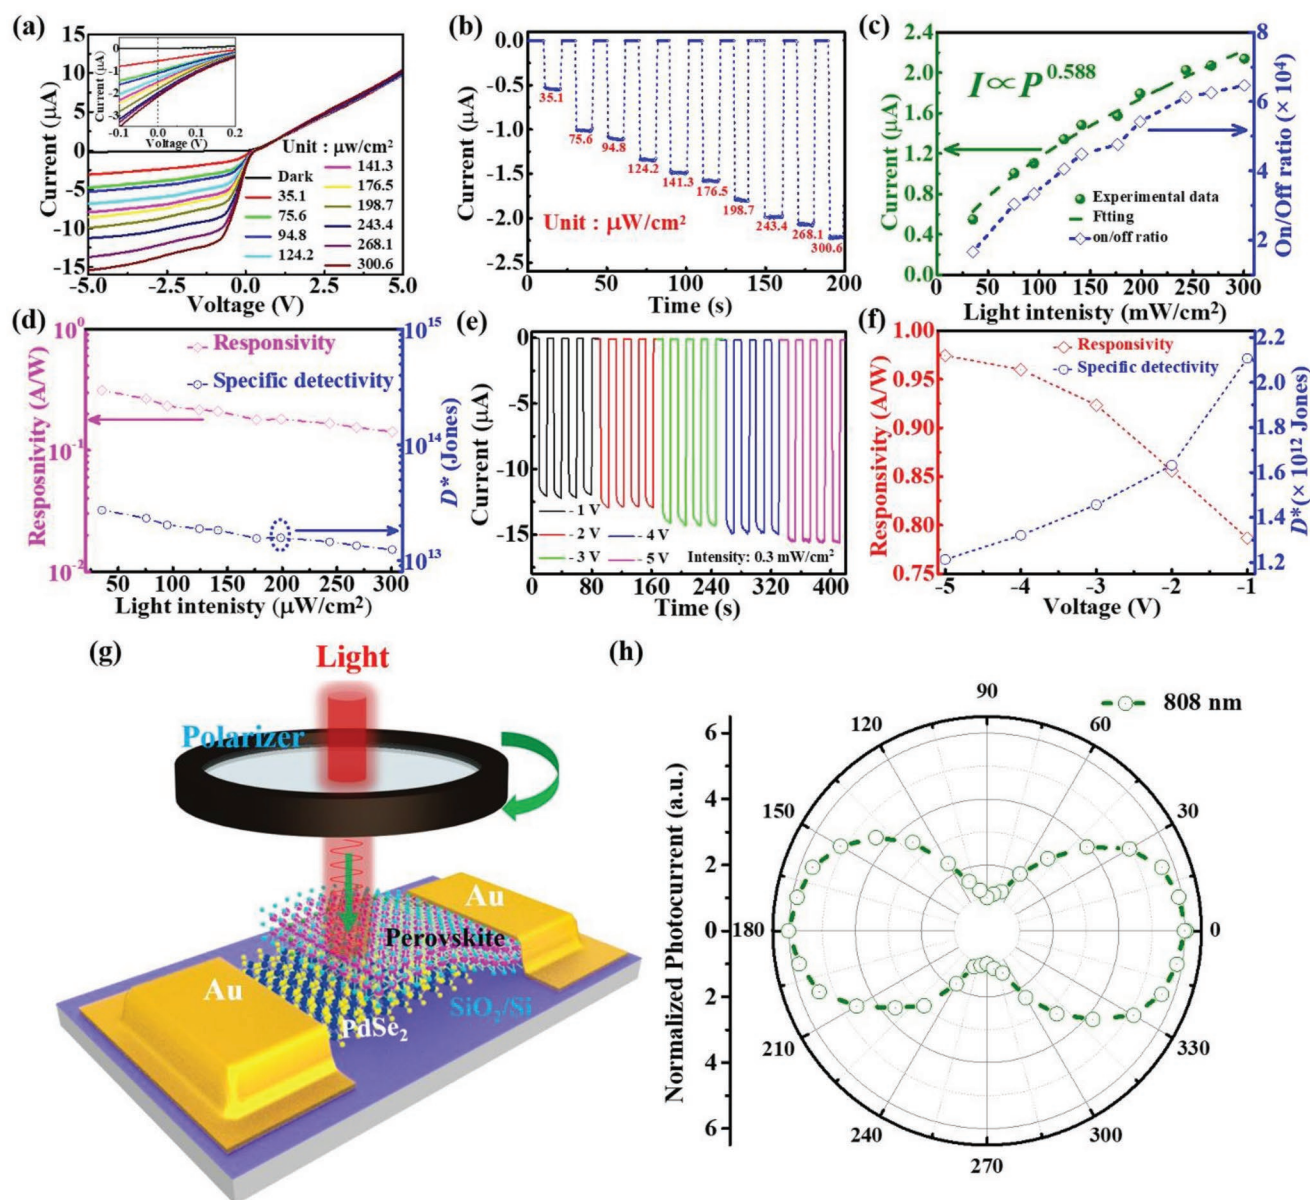 (a)
15
10
5
0
-5
-10
-15
Current (μA)
-5.0 -2.5 0.0 2.5 5.0
Voltage (V)
0
-1
-2
-3
Current (μA)
-0.1 0.0 0.1 0.2
Voltage (V)
Unit : μw/cm²
Dark
35.1
75.6
94.8
124.2
141.3
176.5
198.7
243.4
268.1
300.6
(b)
0.0
-0.5
-1.0
-1.5
-2.0
-2.5
Current (μA)
35.1
75.6
94.8
124.2
141.3
176.5
198.7
243.4
268.1
300.6
Unit : μW/cm²
0 50 100 150 200
Time (s)
(c)
2.4
2.0
1.6
1.2
0.8
0.4
0.0
Current (μA)
I∝P^0.588
Experimental data
Fitting
on/off ratio
8
6
4
2
On/Off ratio (× 10⁴)
0 50 100 150 200 250 300
Light intenisty (mW/cm²)
(d)
10⁰
10⁻¹
10⁻²
Resposnivity (A/W)
Responsivity
Specific detectivity
10¹⁵
10¹⁴
10¹³
D* (Jones)
50 100 150 200 250 300
Light intenisty (μW/cm²)
(e)
0
-5
-10
-15
Current (μA)
- 1 V
- 2 V
- 3 V
- 4 V
- 5 V
Intensity: 0.3 mW/cm²
0 80 160 240 320 400
Time (s)
(f)
1.00
0.95
0.90
0.85
0.80
0.75
Responsivity (A/W)
Responsivity
Specific detectivity
2.2
2.0
1.8
1.6
1.4
1.2
D*(× 10¹² Jones)
-5 -4 -3 -2 -1
Voltage (V)
(g)
Light
Polarizer
Au
Perovskite
Au
SiO₂/Si
PdSe₂
(h)
808 nm
6
4
2
0
2
4
6
Normalized Photocurrent (a.u.)
90
120
60
150
30
180
0
210
330
240
300
270